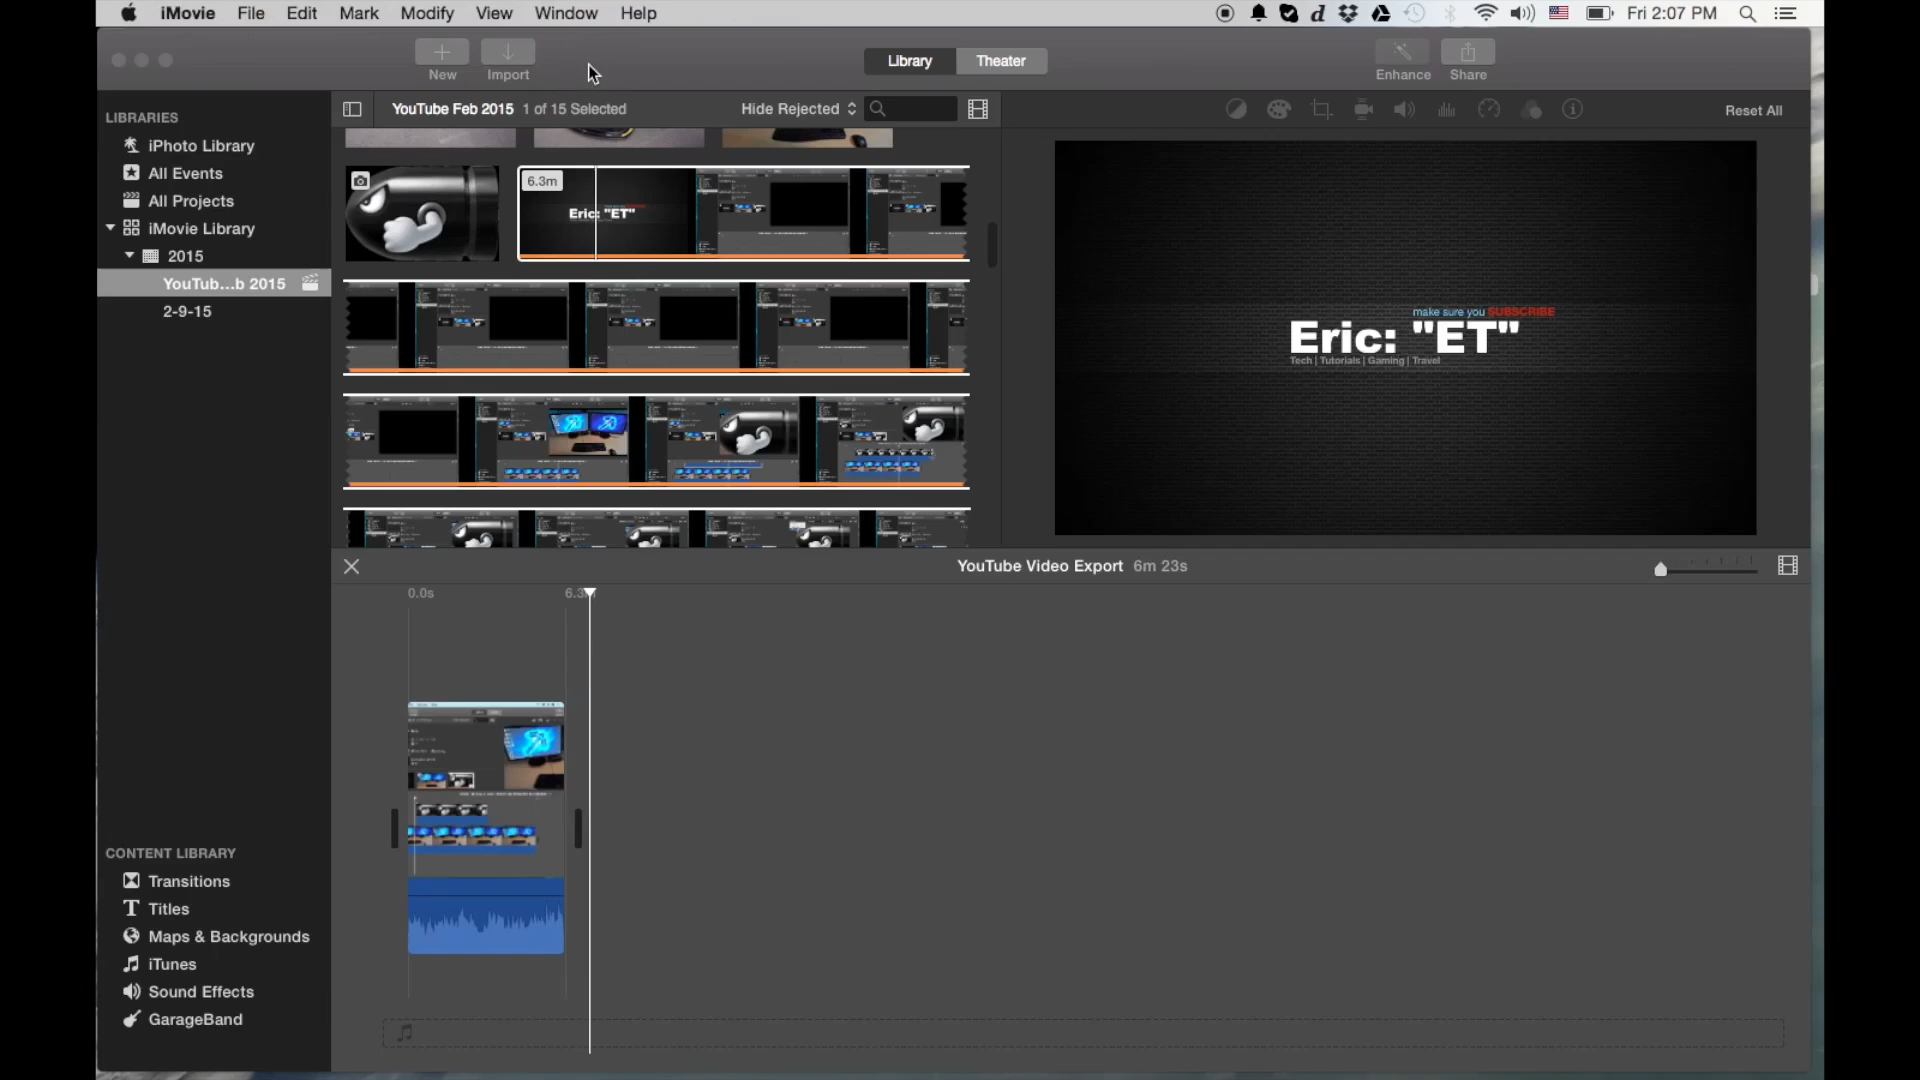 iMovie File Edit Mark Modify View Window Help
Fri 2:07 PM
New Import
Library Theater
Enhance Share
LIBRARIES
iPhoto Library
All Events
All Projects
iMovie Library
2015
YouTub...b 2015
2-9-15
YouTube Feb 2015 1 of 15 Selected
Hide Rejected
Reset All
6.3m
Eric: "ET"
make sure you SUBSCRIBE
Eric: "ET"
Tech | Tutorials | Gaming | Travel
YouTube Video Export 6m 23s
0.0s
CONTENT LIBRARY
Transitions
Titles
Maps & Backgrounds
iTunes
Sound Effects
GarageBand